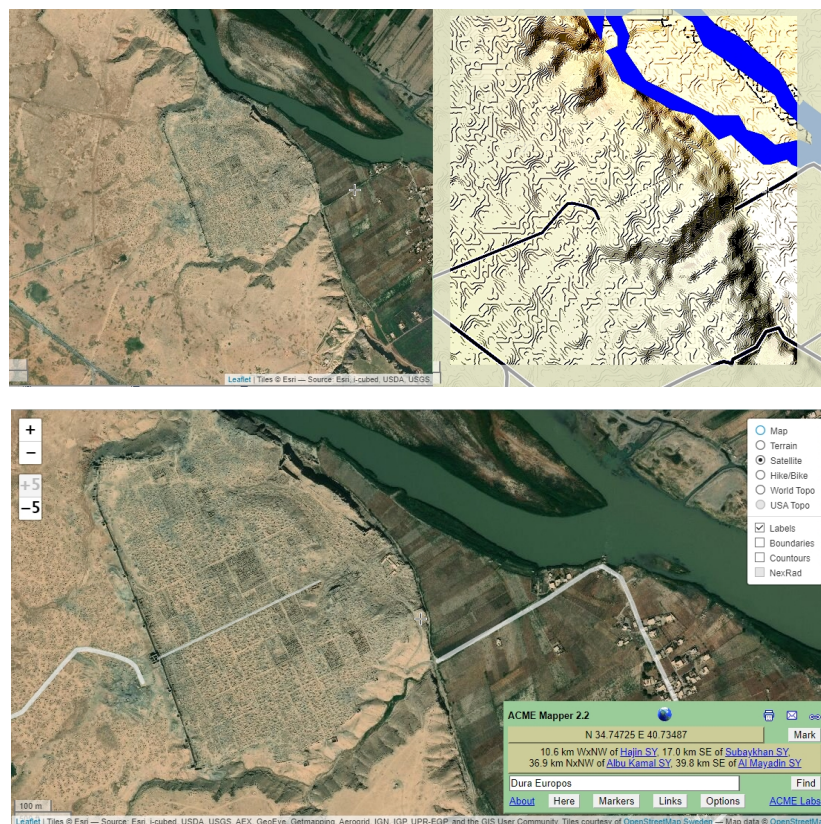 Leaflet | Tiles © Esri — Source: Esri, i-cubed, USDA, USGS,
+
−
+5
−5
Map
Terrain
Satellite
Hike/Bike
World Topo
USA Topo
Labels
Boundaries
Countours
NexRad
ACME Mapper 2.2
N 34.74725 E 40.73487
Mark
10.6 km WxNW of Hajin SY, 17.0 km SE of Subaykhan SY,
36.9 km NxNW of Albu Kamal SY, 39.8 km SE of Al Mayadin SY
Dura Europos
Find
About
Here
Markers
Links
Options
ACME Labs
100 m
Leaflet | Tiles © Esri — Source: Esri, i-cubed, USDA, USGS, AEX, GeoEye, Getmapping, Aerogrid, IGN, IGP, UPR-EGP, and the GIS User Community, Tiles courtesy of OpenStreetMap Sweden — Map data © OpenStreetMa